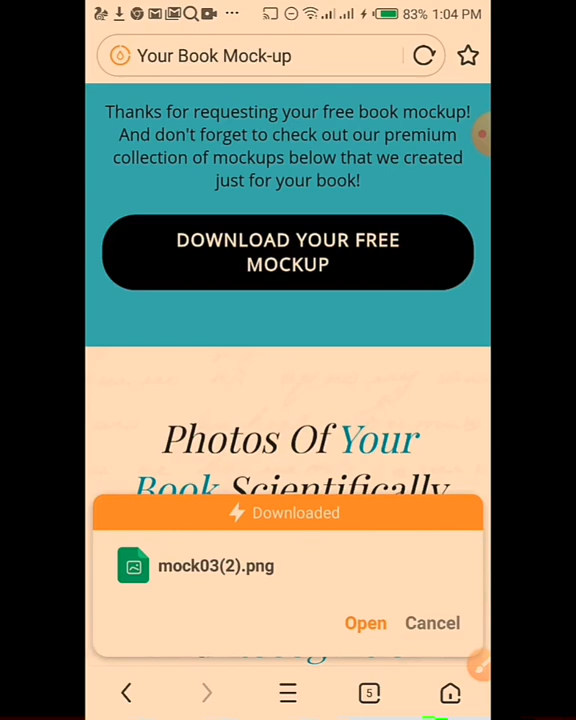 83% 1:04 PM
Your Book Mock-up
Thanks for requesting your free book mockup!
And don't forget to check out our premium
collection of mockups below that we created
just for your book!
DOWNLOAD YOUR FREE
MOCKUP
Photos Of Your
Book Scientifically
Downloaded
mock03(2).png
Open Cancel
5